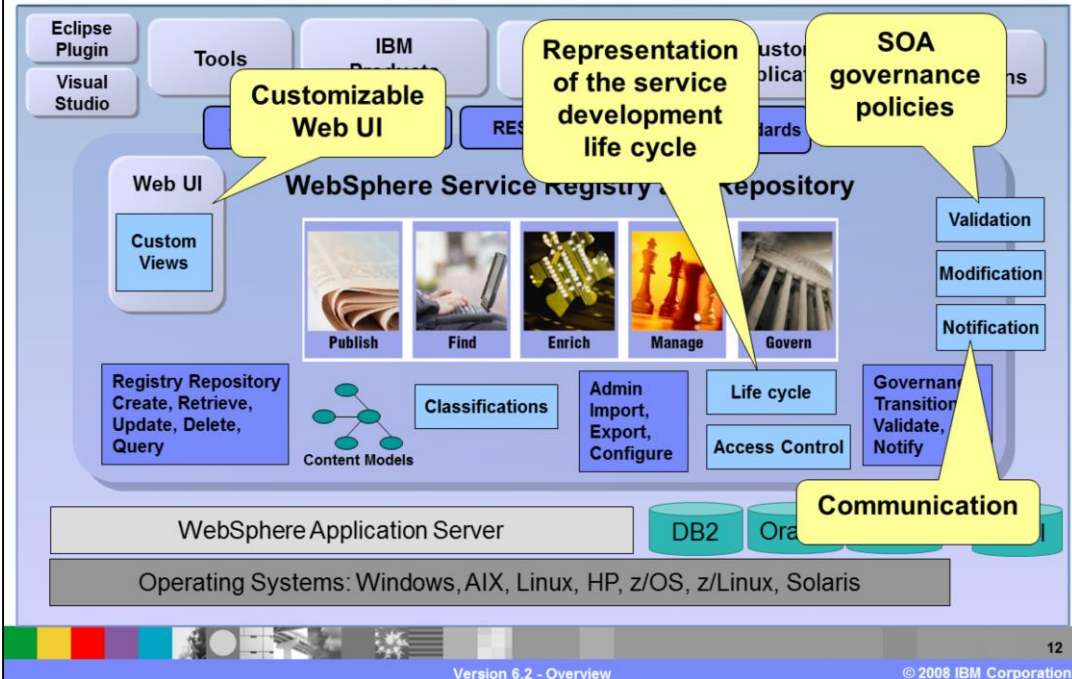 Eclipse
Plugin
Visual
Studio
Tools
IBM
Customizable
Web UI
Representation
of the service
development
life cycle
SOA
governance
policies
Web UI
Custom
Views
WebSphere Service Registry Repository
Validation
Modification
Notification
Publish
Find
Enrich
Manage
Govern
Registry Repository
Create, Retrieve,
Update, Delete,
Query
Content Models
Classifications
Admin
Import,
Export,
Configure
Life cycle
Access Control
Validate,
Notify
Communication
WebSphere Application Server
DB2
Operating Systems: Windows, AIX, Linux, HP, z/OS, z/Linux, Solaris
12
Version 6.2 - Overview
© 2008 IBM Corporation